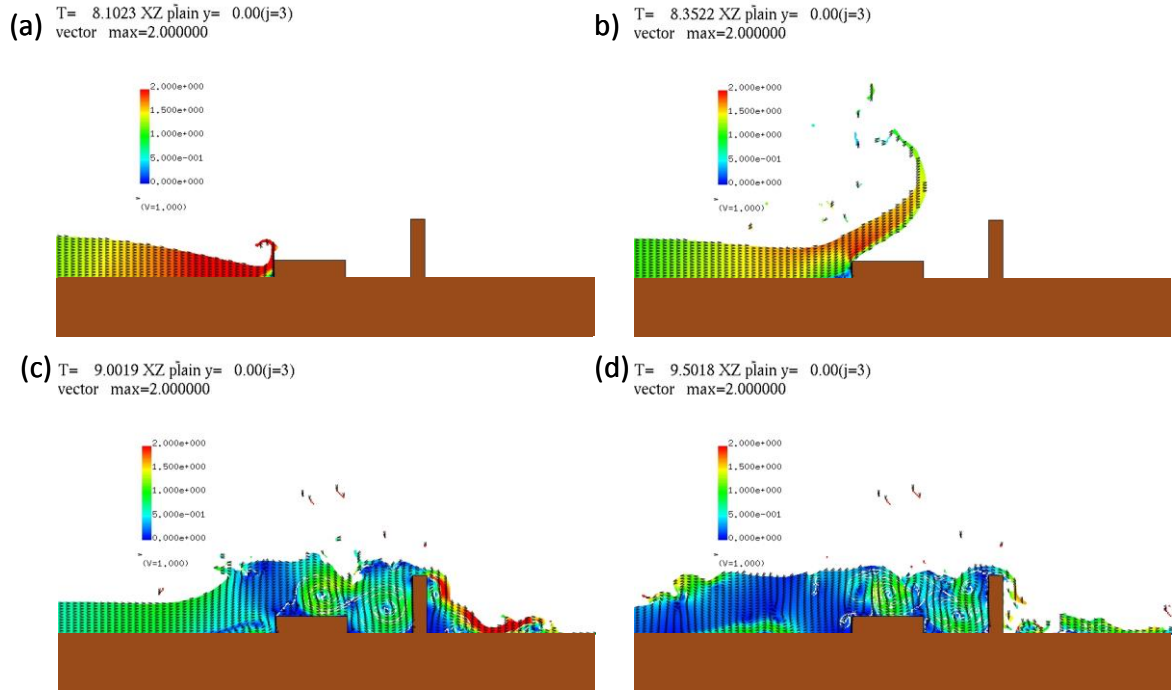 (a)
T= 8.1023 XZ plain y= 0.00(j=3)
vector max=2.000000
2.000e+000
1.500e+000
1.000e+000
5.000e-001
0.000e+000
(V=1,000)
b)
T= 8.3522 XZ plain y= 0.00(j=3)
vector max=2.000000
2.000e+000
1.500e+000
1.000e+000
5.000e-001
0.000e+000
(V=1,000)
(c)
T= 9.0019 XZ plain y= 0.00(j=3)
vector max=2.000000
2.000e+000
1.500e+000
1.000e+000
5.000e-001
0.000e+000
(V=1,000)
(d)
T= 9.5018 XZ plain y= 0.00(j=3)
vector max=2.000000
2.000e+000
1.500e+000
1.000e+000
5.000e-001
0.000e+000
(V=1,000)